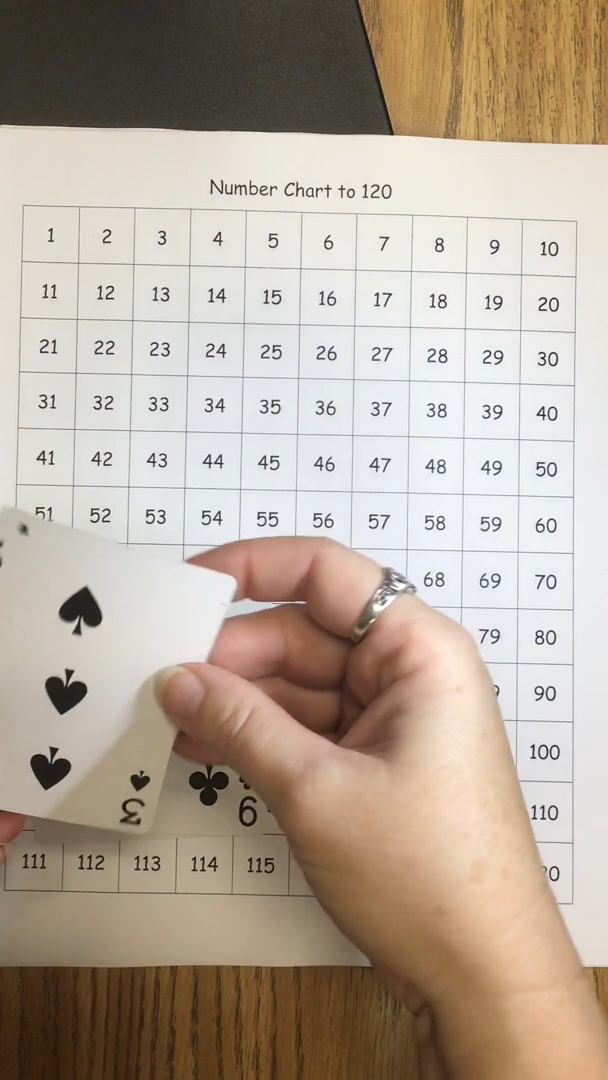 Number Chart to 120
1 2 3 4 5 6 7 8 9 10
11 12 13 14 15 16 17 18 19 20
21 22 23 24 25 26 27 28 29 30
31 32 33 34 35 36 37 38 39 40
41 42 43 44 45 46 47 48 49 50
51 52 53 54 55 56 57 58 59 60
68 69 70
79 80
90
100
3 6 110
111 112 113 114 115